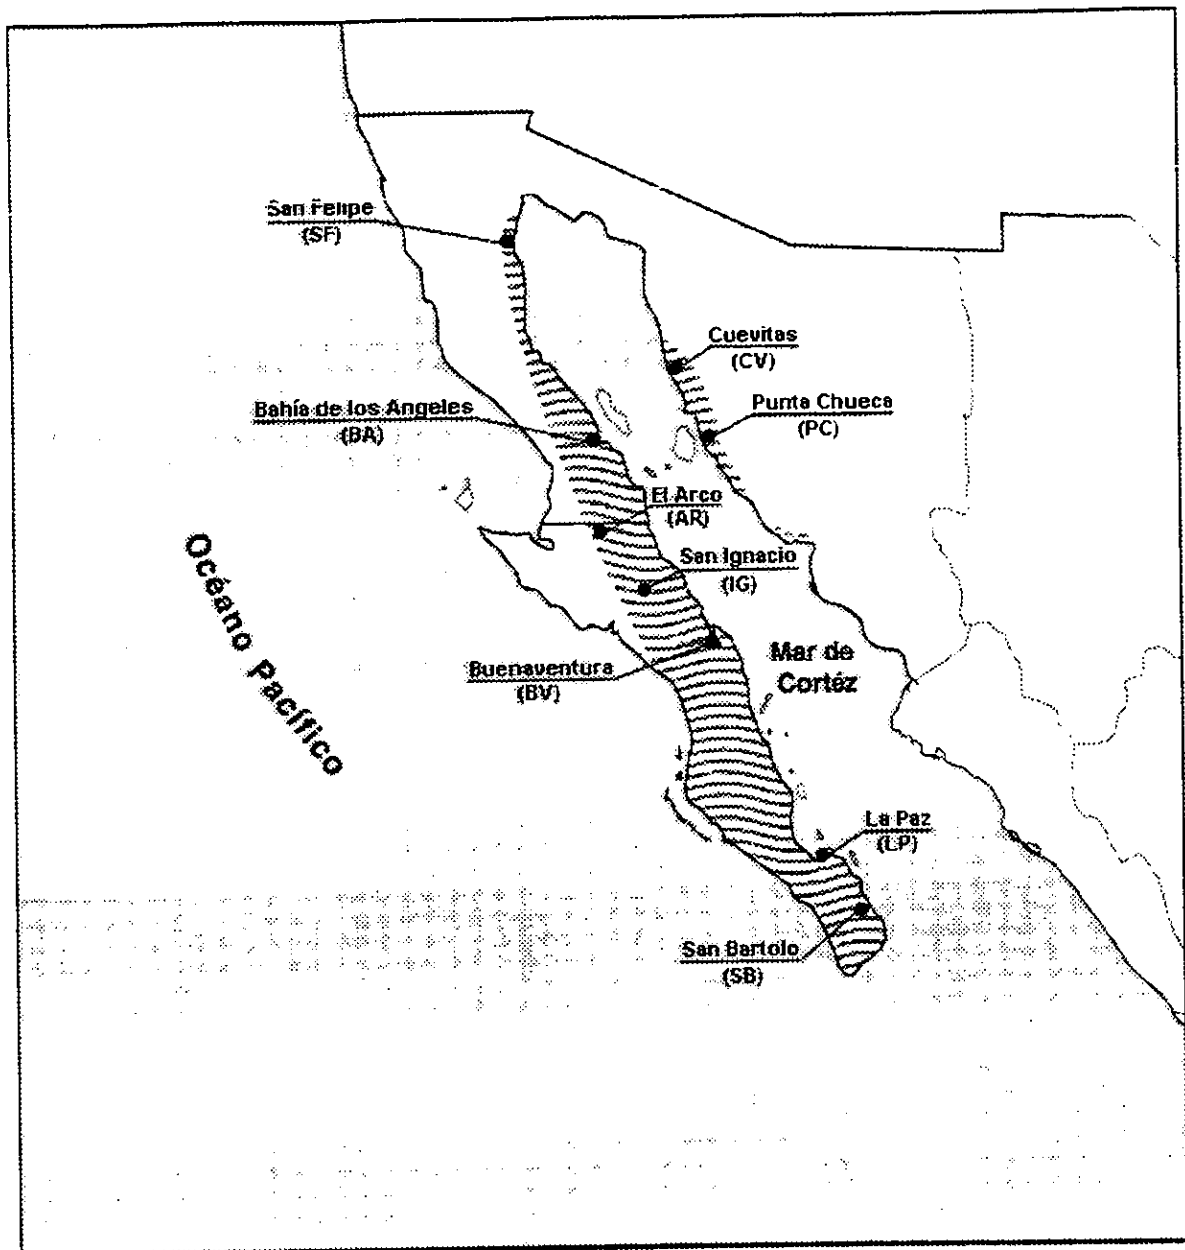 San Felipe
(SF)
Cuevitas
(CV)
Bahía de los Angeles
(BA)
Punta Chueca
(PC)
El Arco
(AR)
San Ignacio
(IG)
Océano Pacífico
Buenaventura
(BV)
Mar de
Cortéz
La Paz
(LP)
San Bartolo
(SB)